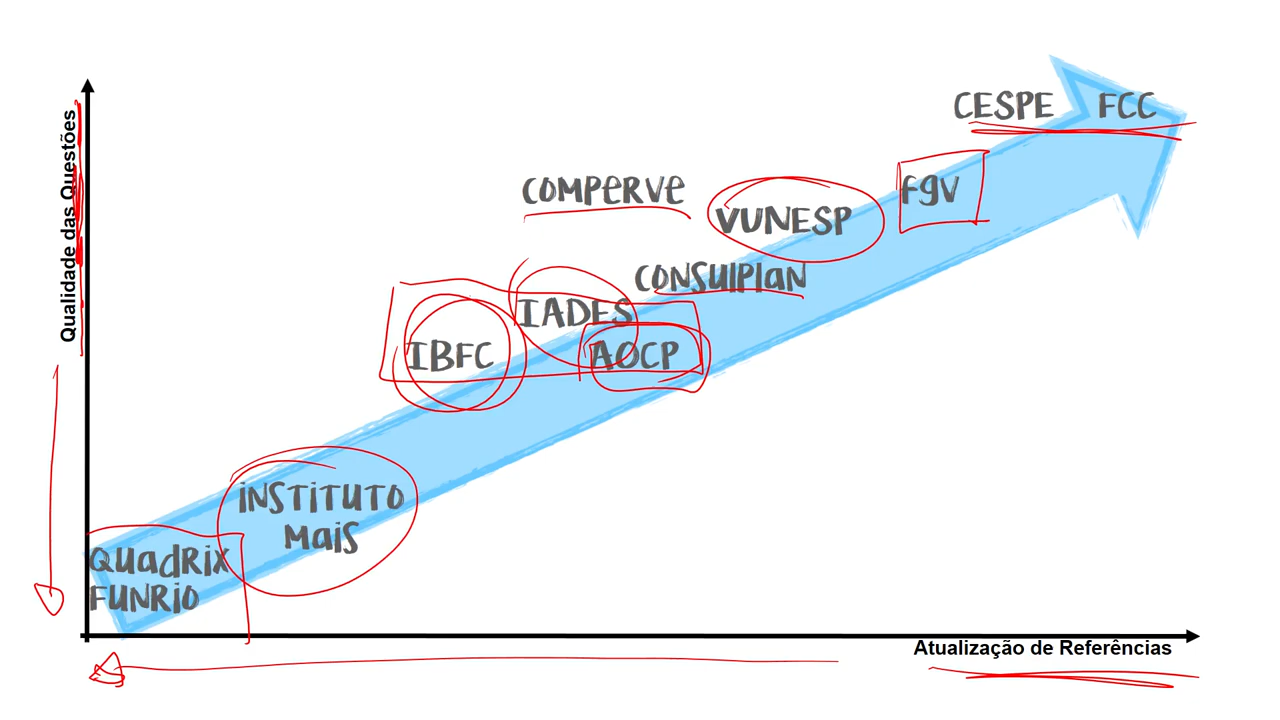 Qualidade das Questões
CESPE FCC
COMPERVE
VUNESP
FGV
CONSULPLAN
IADES
IBFC
AOCP
INSTITUTO
MAIS
QUADRIX
FUNRIO
Atualização de Referências